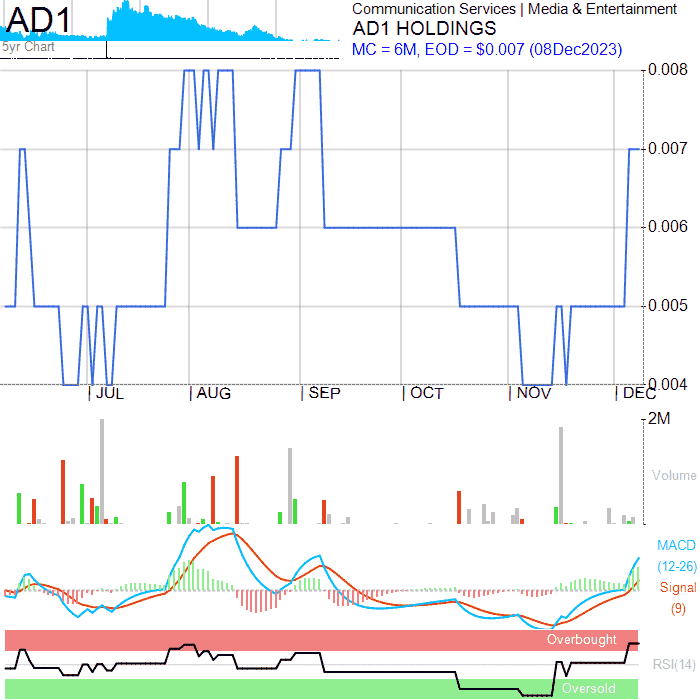 AD1
5yr Chart
Communication Services | Media & Entertainment
AD1 HOLDINGS
MC = 6M, EOD = $0.007 (08Dec2023)
0.008
0.007
0.006
0.005
0.004
JUL AUG SEP OCT NOV DEC
2M
Volume
MACD
(12-26)
Signal
(9)
Overbought
RSI(14)
Oversold